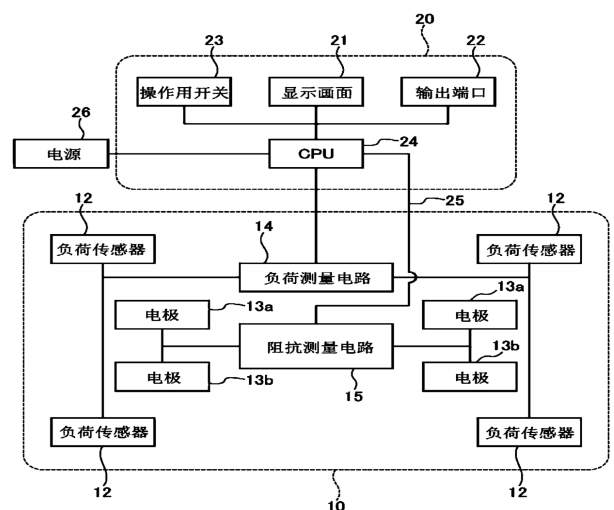 20
23
21
22
操作用开关
显示画面
输出端口
26
24
电源
CPU
25
12
14
12
负荷传感器
负荷传感器
负荷测量电路
13a
13a
电极
电极
阻抗测量电路
13b
13b
电极
电极
15
负荷传感器
负荷传感器
12
10
12